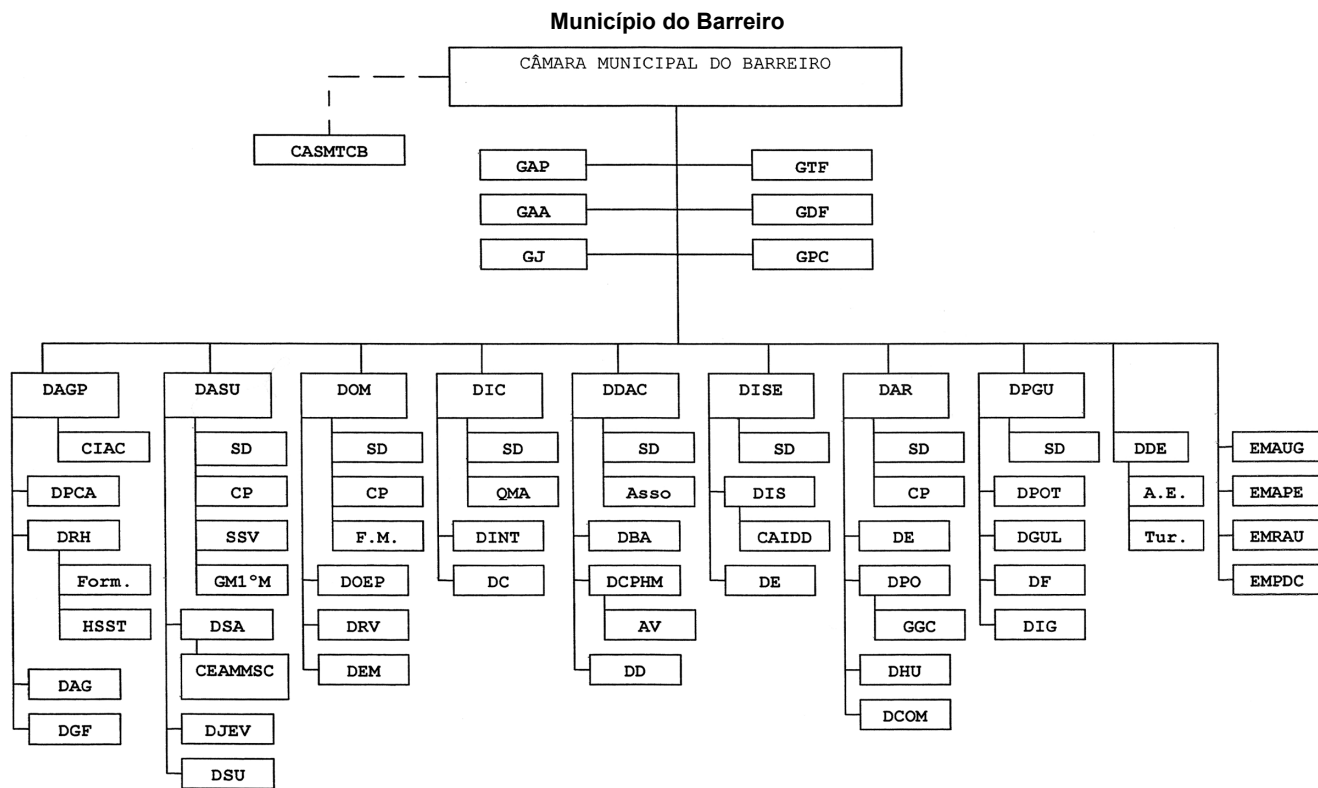 Município do Barreiro
CÂMARA MUNICIPAL DO BARREIRO
CASMTCB
GAP
GTF
GAA
GDF
GJ
GPC
DAGP
DASU
DOM
DIC
DDAC
DISE
DAR
DPGU
CIAC
SD
SD
SD
SD
SD
SD
SD
DDE
EMAUG
DPCA
CP
CP
QMA
Asso
DIS
CP
DPOT
A.E.
EMAPE
DRH
SSV
F.M.
DINT
DBA
CAIDD
DE
DGUL
Tur.
EMRAU
Form.
GM1ºM
DOEP
DC
DCPHM
DE
DPO
DF
EMPDC
HSST
DSA
DRV
AV
GGC
DIG
DAG
CEAMMSC
DEM
DD
DHU
DGF
DJEV
DCOM
DSU